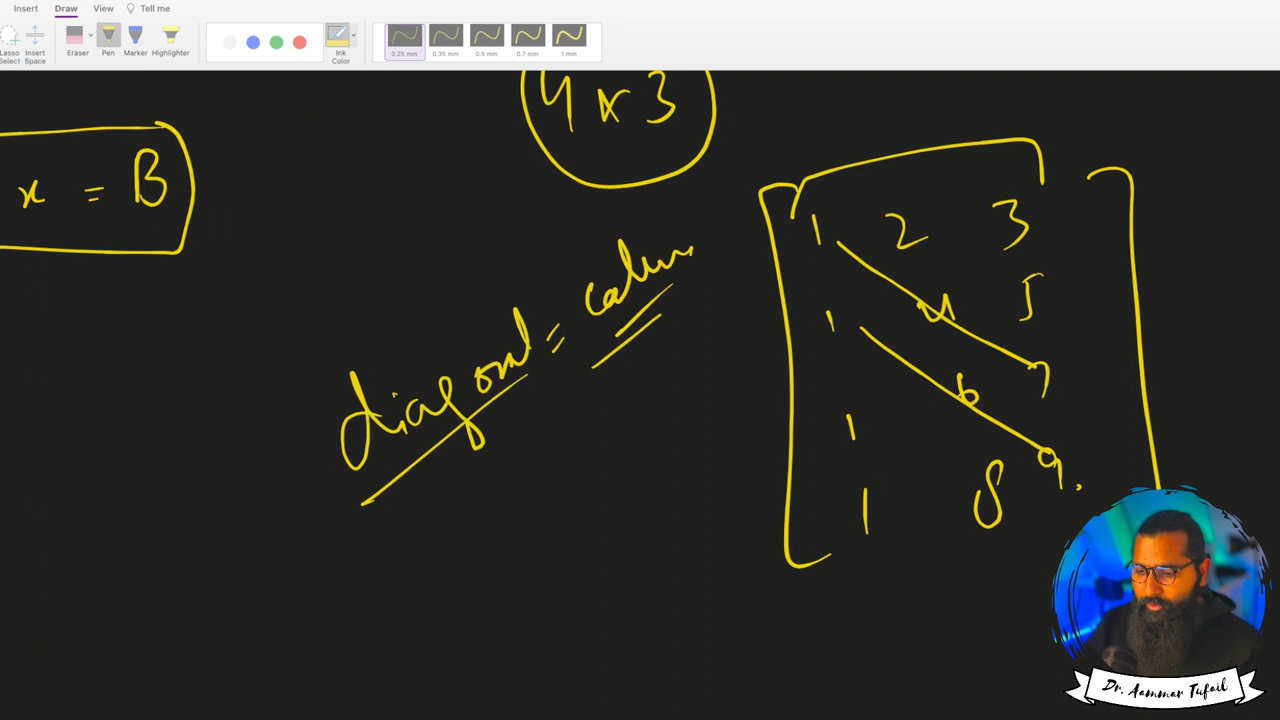 Insert Draw View Tell me
Lasso Select Insert Space Eraser Pen Marker Highlighter Ink Color 0.25 mm 0.35 mm 0.5 mm 0.7 mm 1 mm
4 x 3
x = B
1 2 3
1 4 5
1 6 7
1 8 9.
diagonal = column
Dr. Aammar Tufail